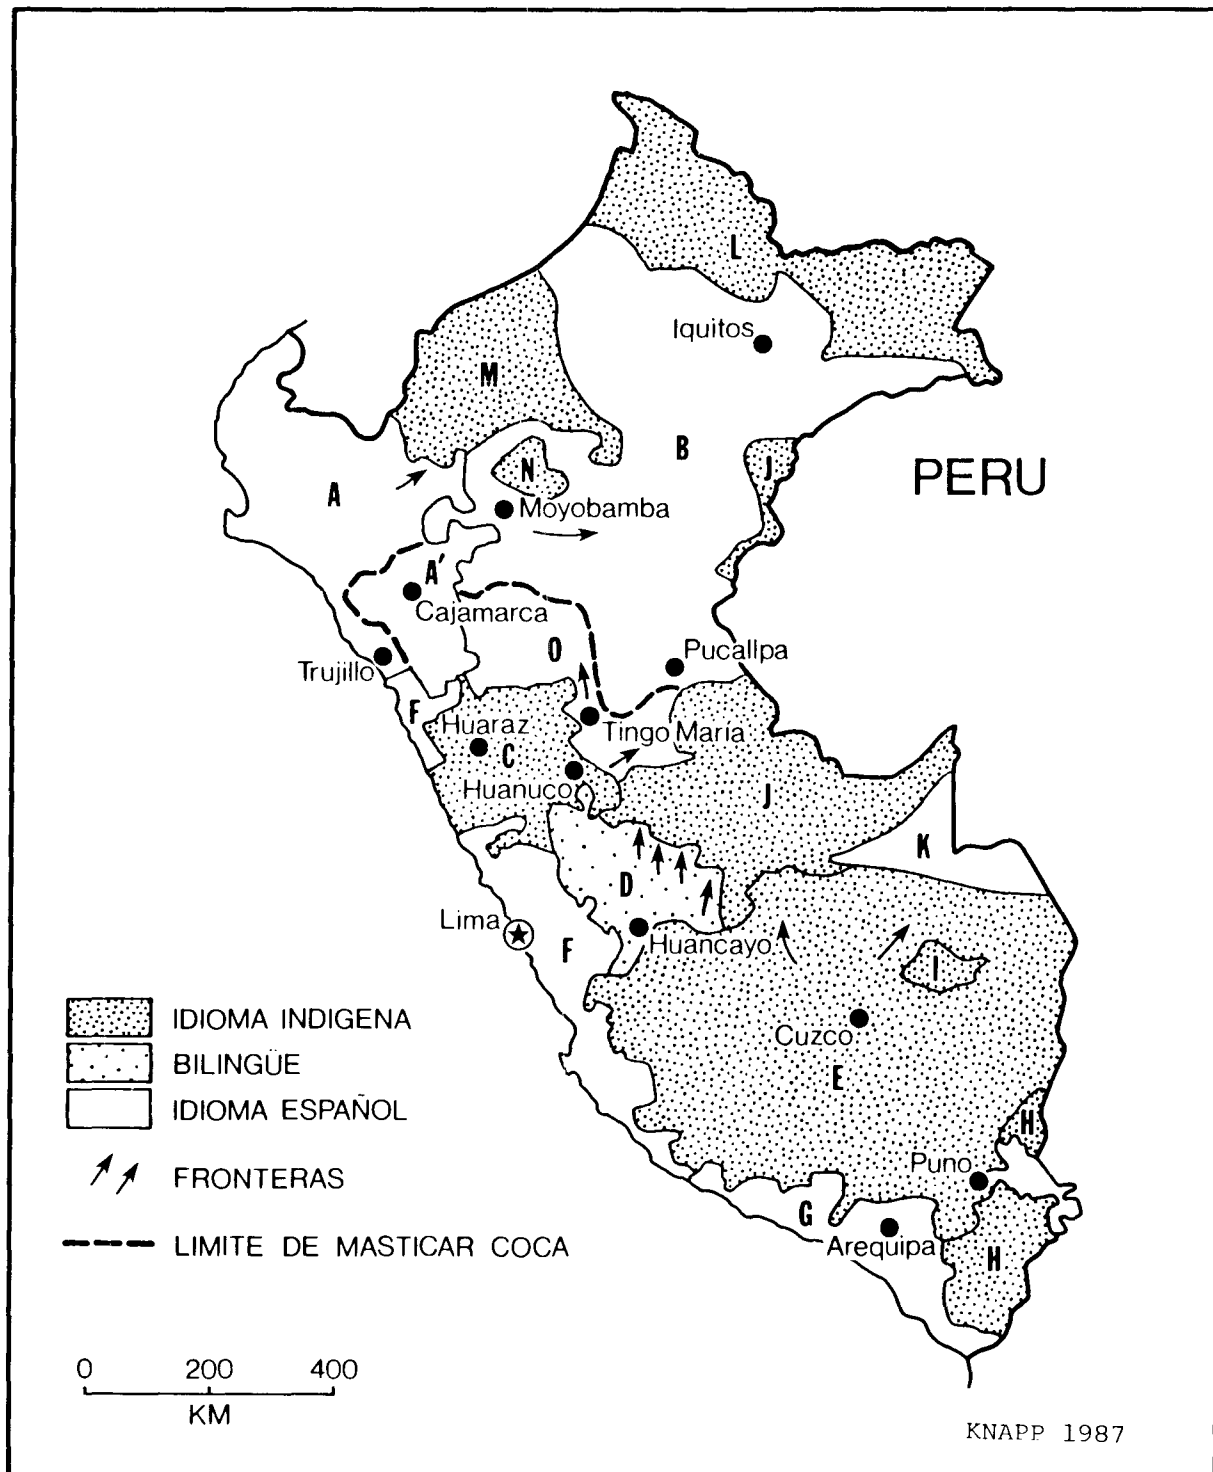 L
Iquitos
M
B
J
PERU
N
A
Moyobamba
A'
Cajamarca
O
Pucallpa
Trujillo
F
Huaraz
Tingo Maria
C
Huanuco
J
K
D
Lima
Huancayo
F
I
IDIOMA INDIGENA
Cuzco
BILINGÜE
E
IDIOMA ESPAÑOL
H
Puno
FRONTERAS
G
Arequipa
LIMITE DE MASTICAR COCA
H
0 200 400
KM
KNAPP 1987